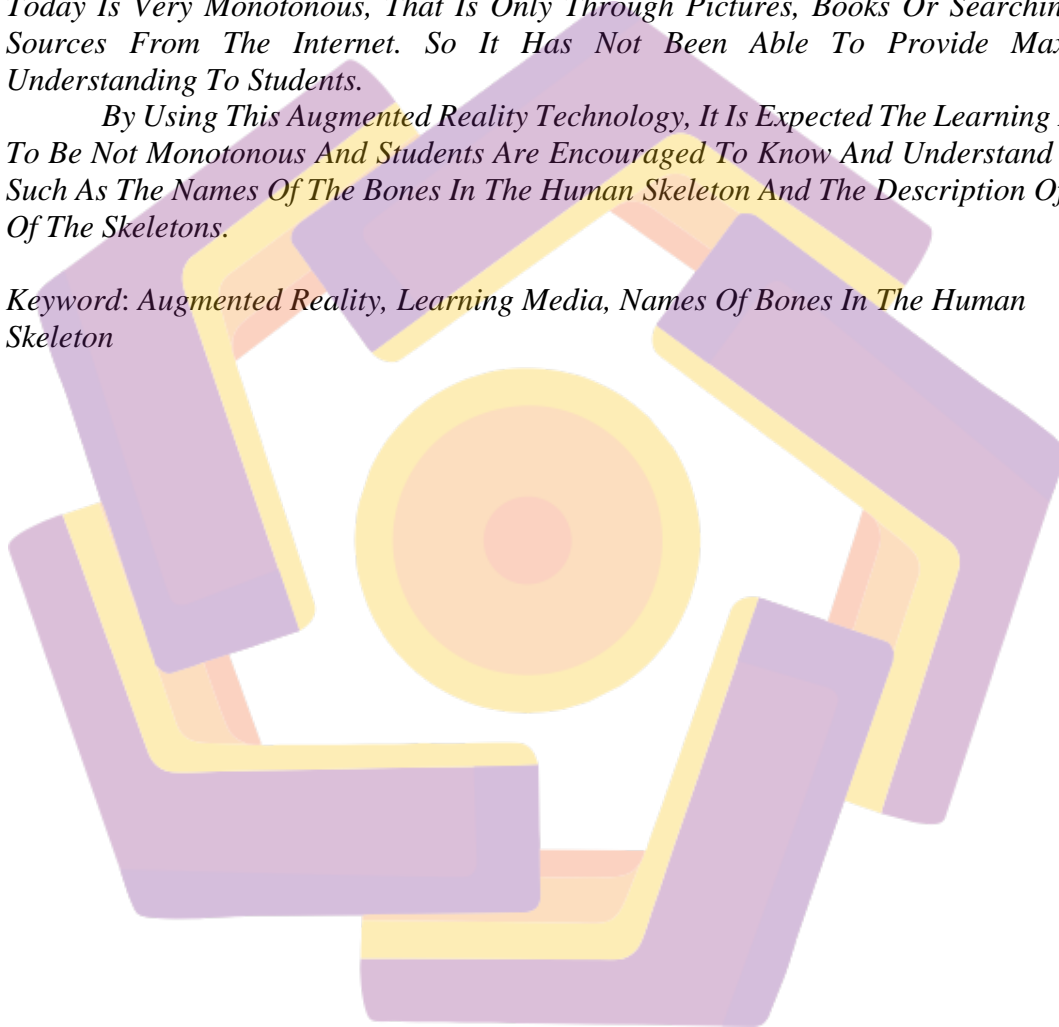 Today Is Very Monotonous, That Is Only Through Pictures, Books Or Searching
Sources From The Internet. So It Has Not Been Able To Provide
Understanding To Students.
By Using This Augmented Reality Technology, It Is Expected The Learning
To Be Not Monotonous And Students Are Encouraged To Know And Understand
Such As The Names Of The Bones In The Human Skeleton And The Description
Of The Skeletons.
Keyword: Augmented Reality, Learning Media, Names Of Bones In The Human
Skeleton